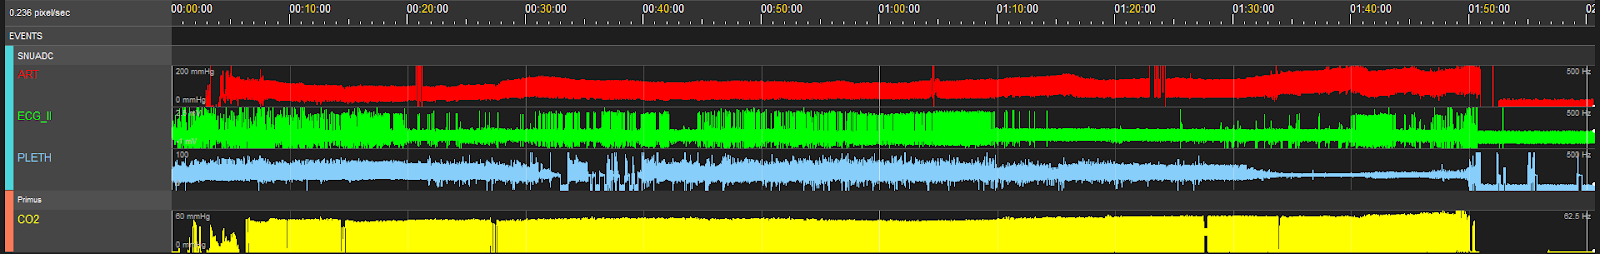 0.236 pixel/sec 00:00:00 00:10:00 00:20:00 00:30:00 00:40:00 00:50:00 01:00:00 01:10:00 01:20:00 01:30:00 01:40:00 01:50:00
EVENTS
SNUADC
ART 200 mmHg 500 Hz
0 mmHg
ECG_II 500 Hz
mV
PLETH 100 500 Hz
Primus
CO2 60 mmHg 62.5 Hz
0 mmHg